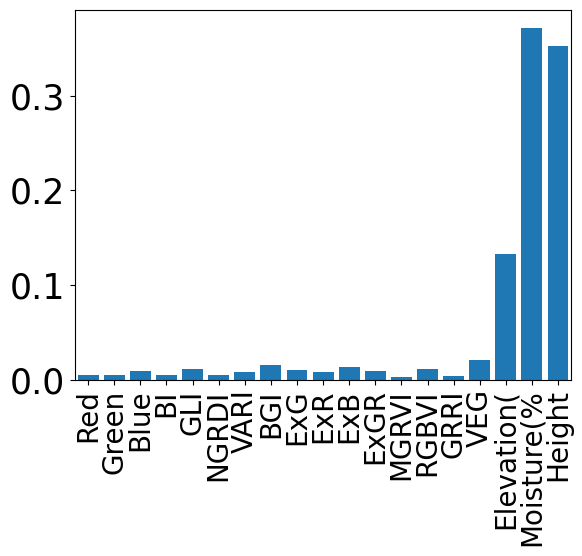 0.3
0.2
0.1
0.0
Red
Green
Blue
BI
GLI
NGRDI
VARI
BGI
ExG
ExR
ExB
ExGR
MGRVI
RGBVI
GRRI
VEG
Elevation(
Moisture(%
Height